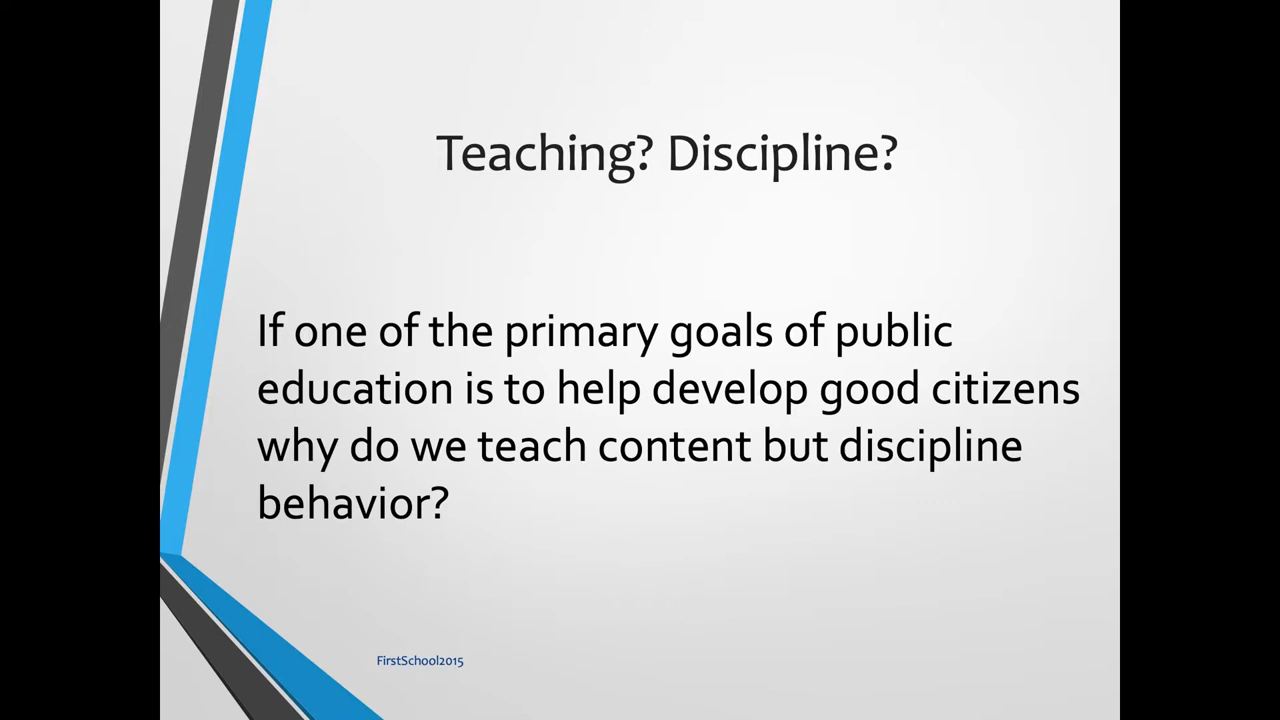 Teaching? Discipline?
If one of the primary goals of public
education is to help develop good citizens
why do we teach content but discipline
behavior?
FirstSchool2015